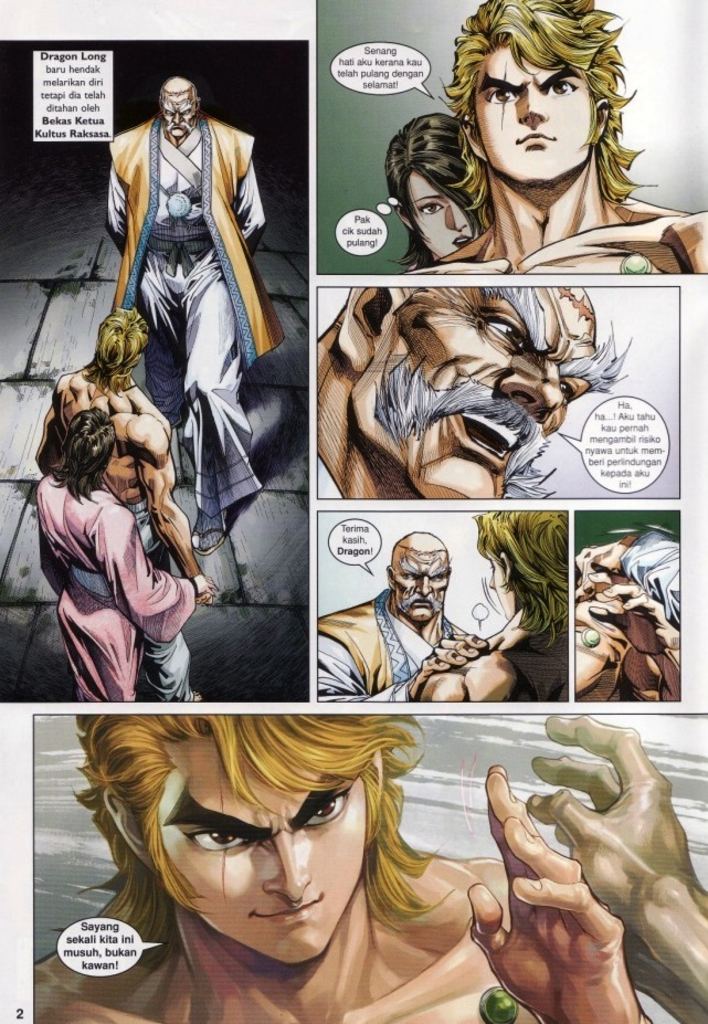 Dragon Long
baru hendak
melarikan diri
tetapi dia telah
ditahan oleh
Bekas Ketua
Kultus Raksasa.
Senang
hati aku kerana kau
telah pulang dengan
selamat!
Pak
cik sudah
pulang!
Ha,
ha...! Aku tahu
kau pernah
mengambil risiko
nyawa untuk mem-
beri perlindungan
kepada aku
ini!
Terima
kasih,
Dragon!
Sayang
sekali kita ini
musuh, bukan
kawan!
2